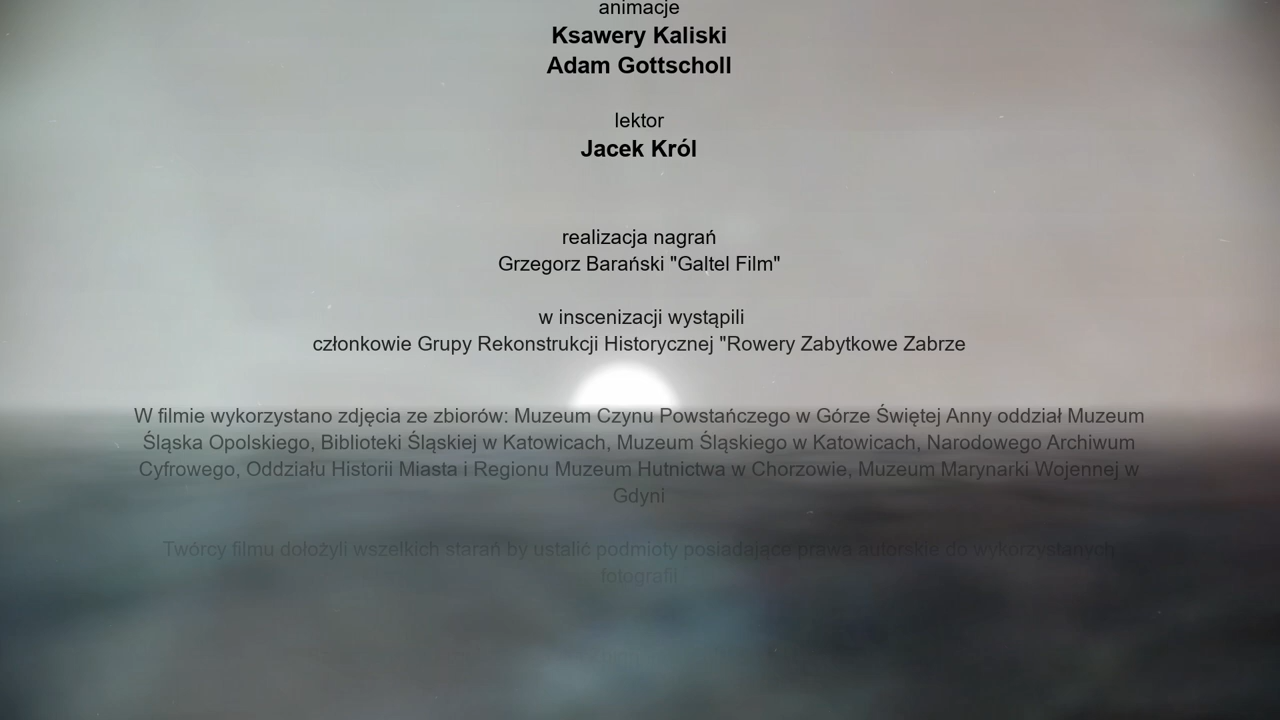 animacje
Ksawery Kaliski
Adam Gottscholl
lektor
Jacek Król
realizacja nagrań
Grzegorz Barański "Galtel Film"
w inscenizacji wystąpili
członkowie Grupy Rekonstrukcji Historycznej "Rowery Zabytkowe Zabrze
W filmie wykorzystano zdjęcia ze zbiorów: Muzeum Czynu Powstańczego w Górze Świętej Anny oddział Muzeum
Śląska Opolskiego, Biblioteki Śląskiej w Katowicach, Muzeum Śląskiego w Katowicach, Narodowego Archiwum
Cyfrowego, Oddziału Historii Miasta i Regionu Muzeum Hutnictwa w Chorzowie, Muzeum Marynarki Wojennej w
Gdyni
Twórcy filmu dołożyli wszelkich starań by ustalić podmioty posiadające prawa autorskie do wykorzystanych
fotografii